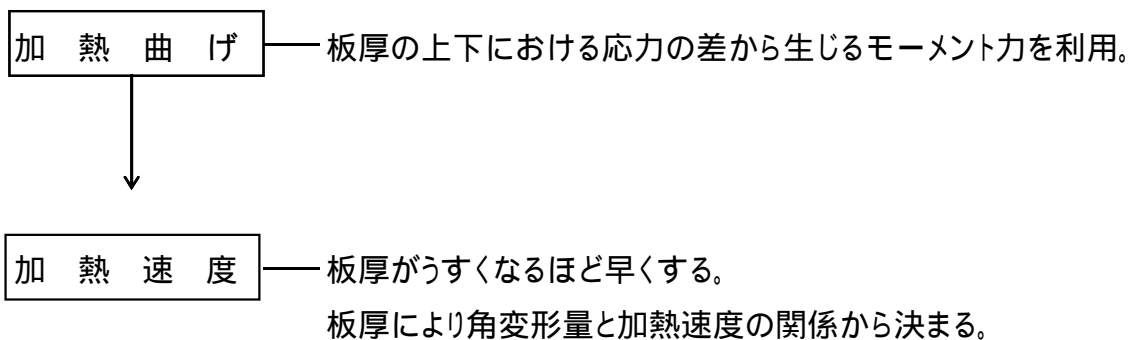 加熱曲げ 板厚の上下における応力の差から生じるモーメント力を利用。
加熱速度 板厚がうすくなるほど早くする。
板厚により角変形量と加熱速度の関係から決まる。